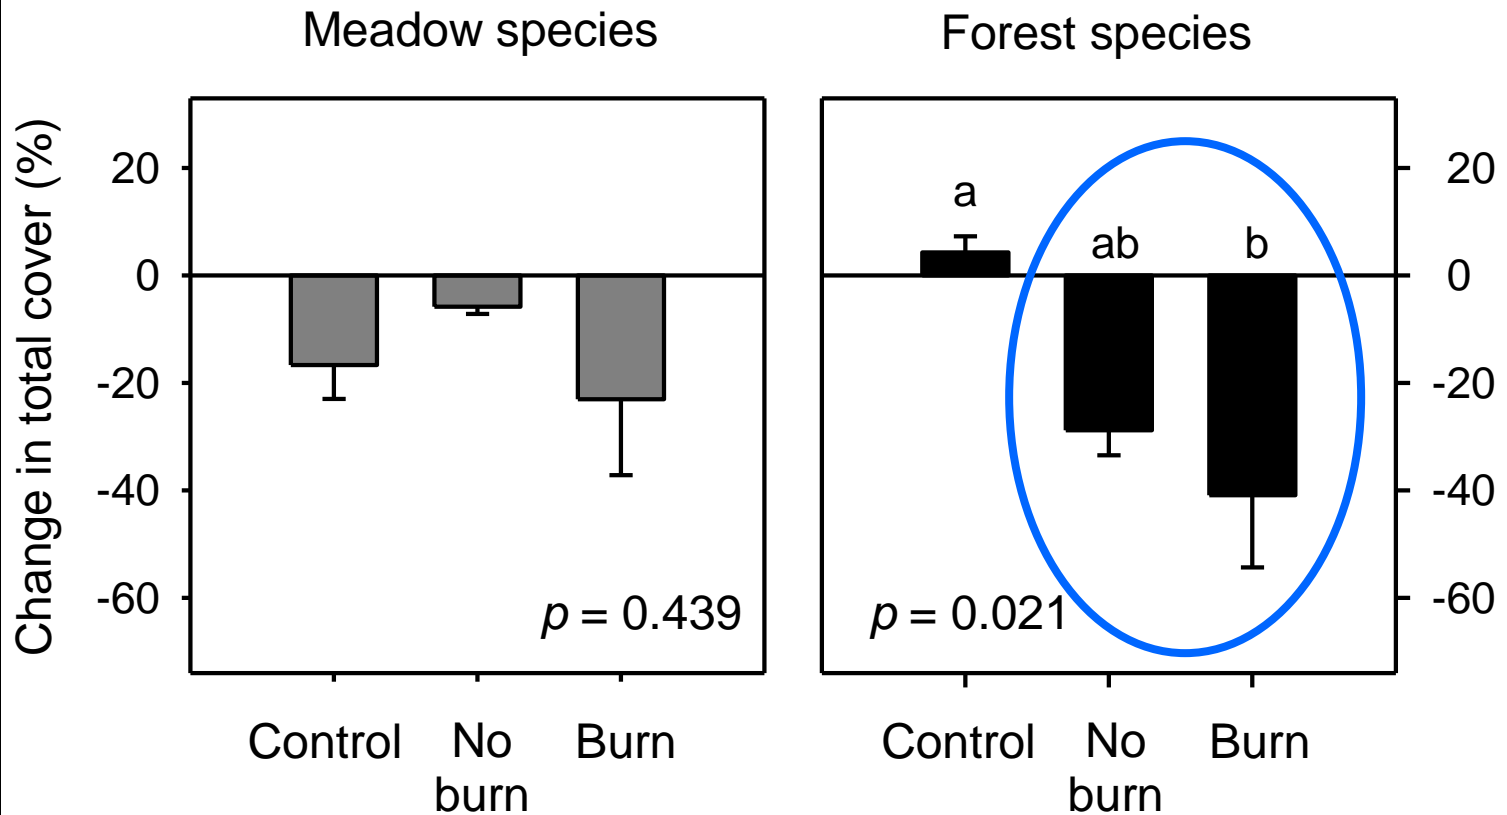 Meadow species
Forest species
Change in total cover (%)
20
0
-20
-40
-60
p = 0.439
Control
No
burn
Burn
a
ab
b
20
0
-20
-40
-60
p = 0.021
Control
No
burn
Burn